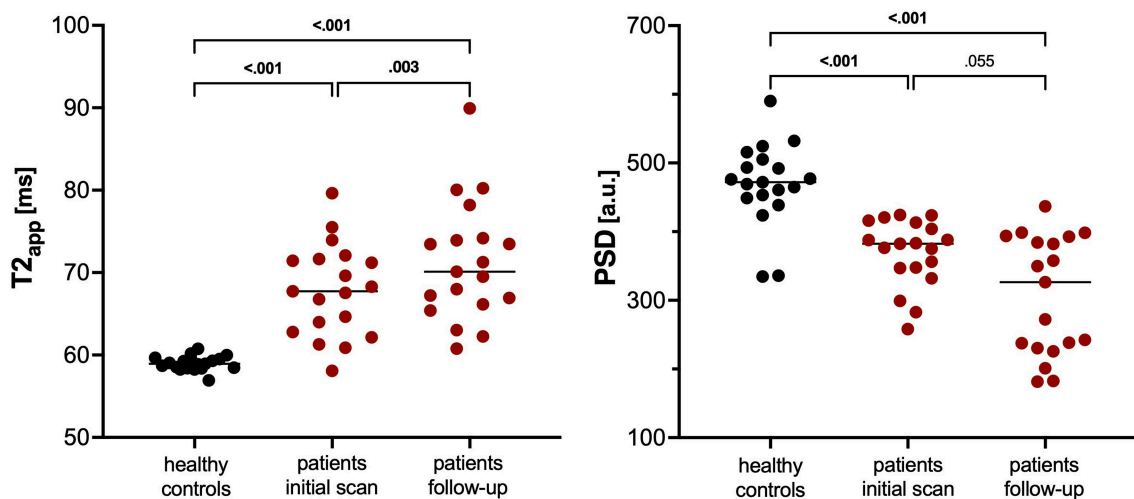 100
90
80
70
60
50
T2app [ms]
<.001
<.001
.003
healthy
controls
patients
initial scan
patients
follow-up
700
500
300
100
PSD [a.u.]
<.001
<.001
.055
healthy
controls
patients
initial scan
patients
follow-up